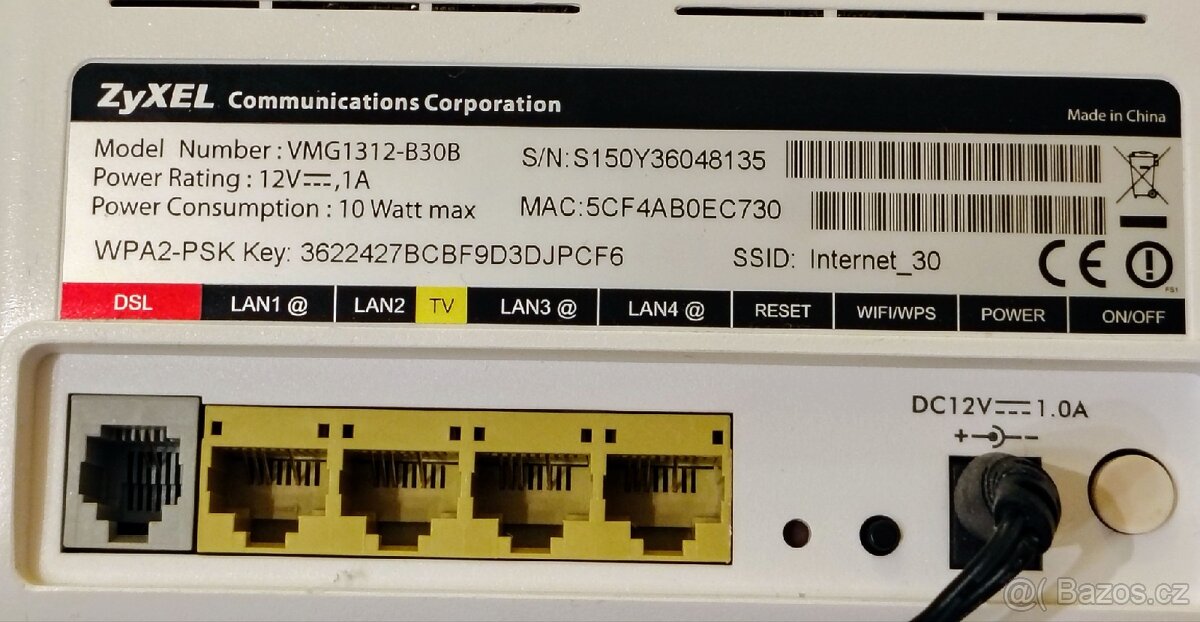 ZyXEL Communications Corporation
Made in China
Model Number : VMG1312-B30B
S/N: S150Y36048135
Power Rating : 12V⎓,1A
Power Consumption : 10 Watt max
MAC:5CF4AB0EC730
WPA2-PSK Key: 3622427BCBF9D3DJPCF6
SSID: Internet_30
CE
FS1
DSL LAN1 @ LAN2 TV LAN3 @ LAN4 @ RESET WIFI/WPS POWER ON/OFF
DC12V⎓1.0A
@( Bazos.cz